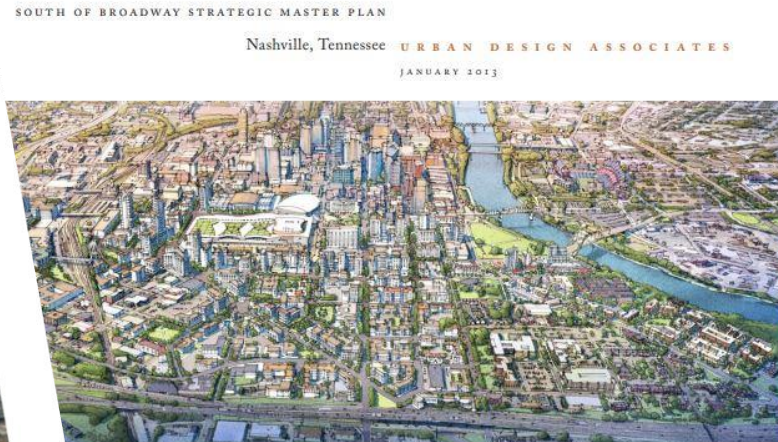 SOUTH OF BROADWAY STRATEGIC MASTER PLAN
Nashville, Tennessee URBAN DESIGN ASSOCIATES
JANUARY 2013